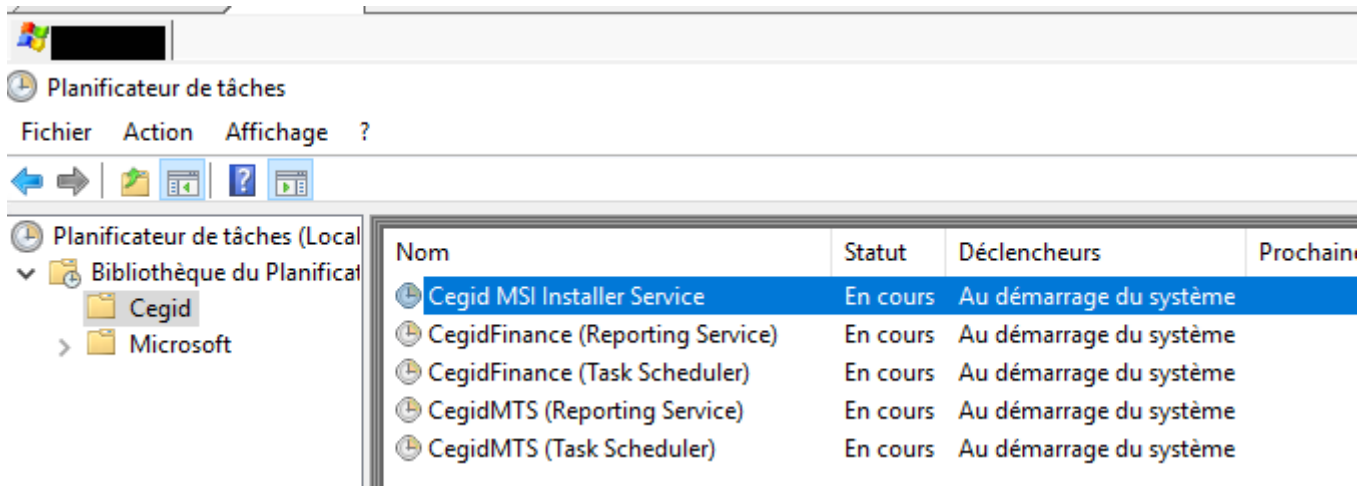 Planificateur de tâches
Fichier Action Affichage ?
Planificateur de tâches (Local
Bibliothèque du Planificat
Cegid
Microsoft
Nom Statut Déclencheurs Prochaine
Cegid MSI Installer Service En cours Au démarrage du système
CegidFinance (Reporting Service) En cours Au démarrage du système
CegidFinance (Task Scheduler) En cours Au démarrage du système
CegidMTS (Reporting Service) En cours Au démarrage du système
CegidMTS (Task Scheduler) En cours Au démarrage du système